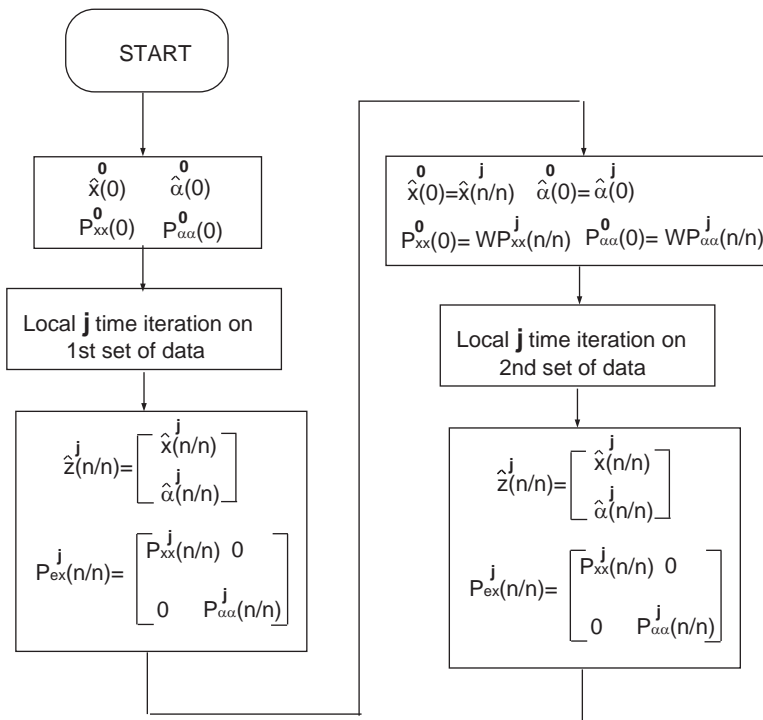 START
x̂⁰(0) α̂⁰(0)
P⁰xx(0) P⁰αα(0)
Local j time iteration on
1st set of data
ẑʲ(n/n)= [ x̂ʲ(n/n)
α̂ʲ(n/n) ]
Pʲex(n/n)= [ Pʲxx(n/n) 0
0 Pʲαα(n/n) ]
x̂⁰(0)=x̂ʲ(n/n) α̂⁰(0)=α̂ʲ(0)
P⁰xx(0)= WPʲxx(n/n) P⁰αα(0)= WPʲαα(n/n)
Local j time iteration on
2nd set of data
ẑʲ(n/n)= [ x̂ʲ(n/n)
α̂ʲ(n/n) ]
Pʲex(n/n)= [ Pʲxx(n/n) 0
0 Pʲαα(n/n) ]